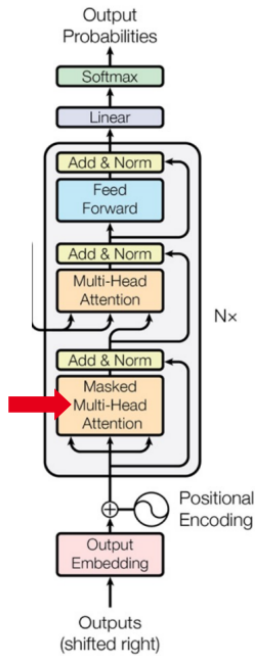 Output
Probabilities
Softmax
Linear
Add & Norm
Feed
Forward
Add & Norm
Multi-Head
Attention
N×
Add & Norm
Masked
Multi-Head
Attention
Positional
Encoding
Output
Embedding
Outputs
(shifted right)